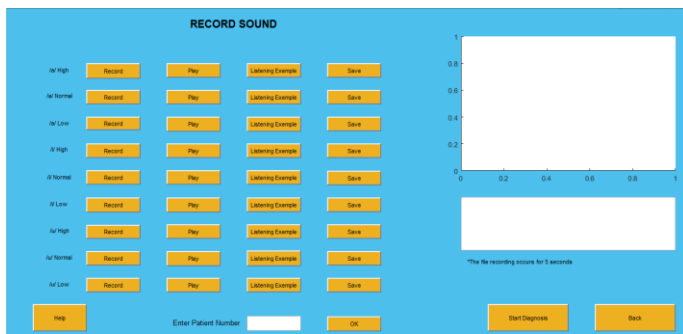 RECORD SOUND
/a/ High Record Play Listening Exemple Save
/a/ Normal Record Play Listening Exemple Save
/a/ Low Record Play Listening Exemple Save
/i/ High Record Play Listening Exemple Save
/i/ Normal Record Play Listening Exemple Save
/i/ Low Record Play Listening Exemple Save
/u/ High Record Play Listening Exemple Save
/u/ Normal Record Play Listening Exemple Save
/u/ Low Record Play Listening Exemple Save
Help Enter Patient Number OK
1
0.8
0.6
0.4
0.2
0
0 0.2 0.4 0.6 0.8 1
*The file recording occurs for 5 seconds
Start Diagnosis Back